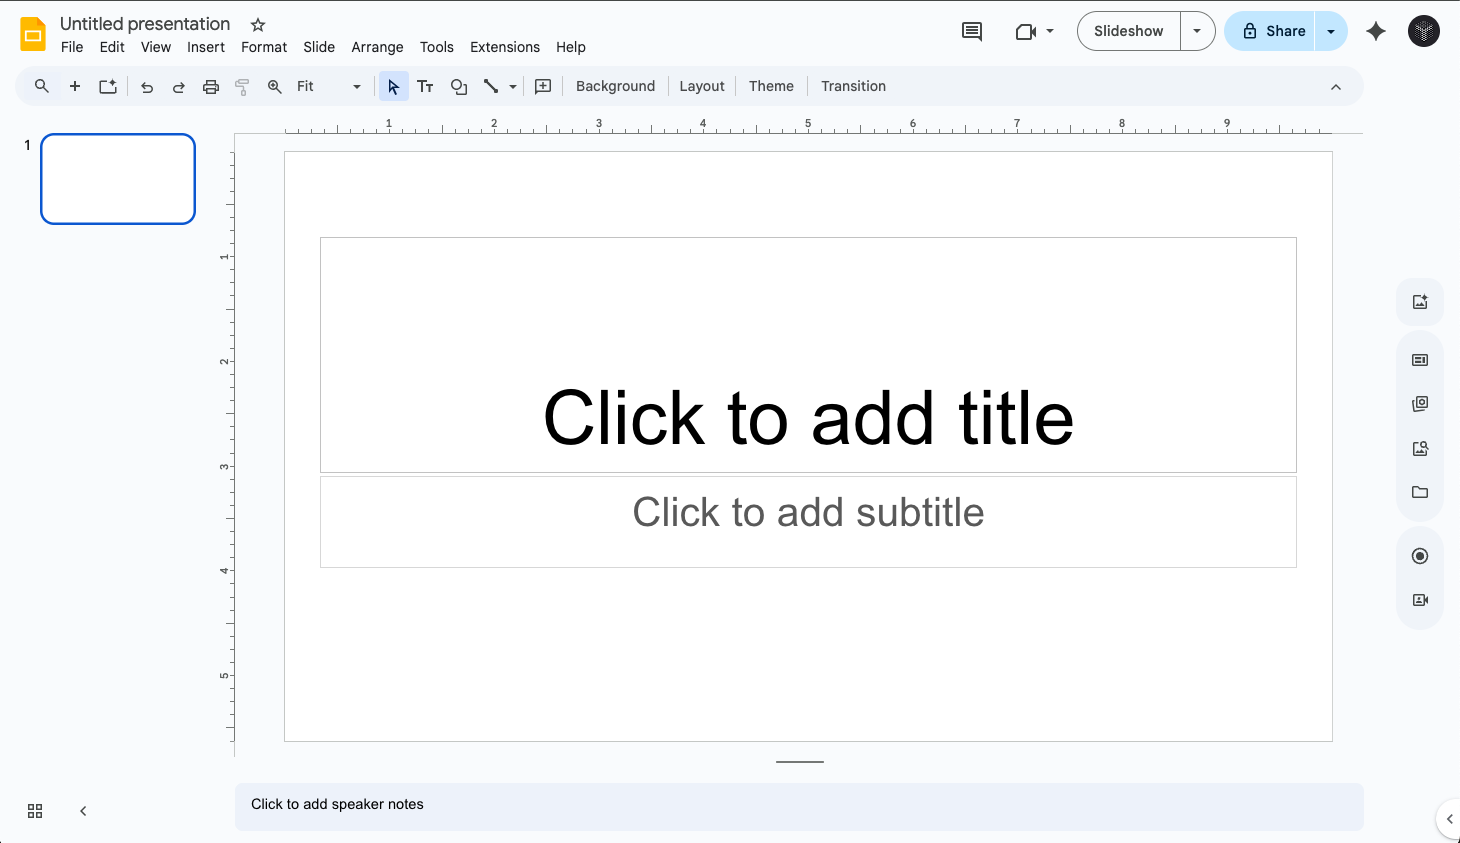 Untitled presentation
File Edit View Insert Format Slide Arrange Tools Extensions Help
Slideshow
Share
Fit
Background
Layout
Theme
Transition
1 2 3 4 5 6 7 8 9
1
1
2
3
4
5
Click to add title
Click to add subtitle
Click to add speaker notes